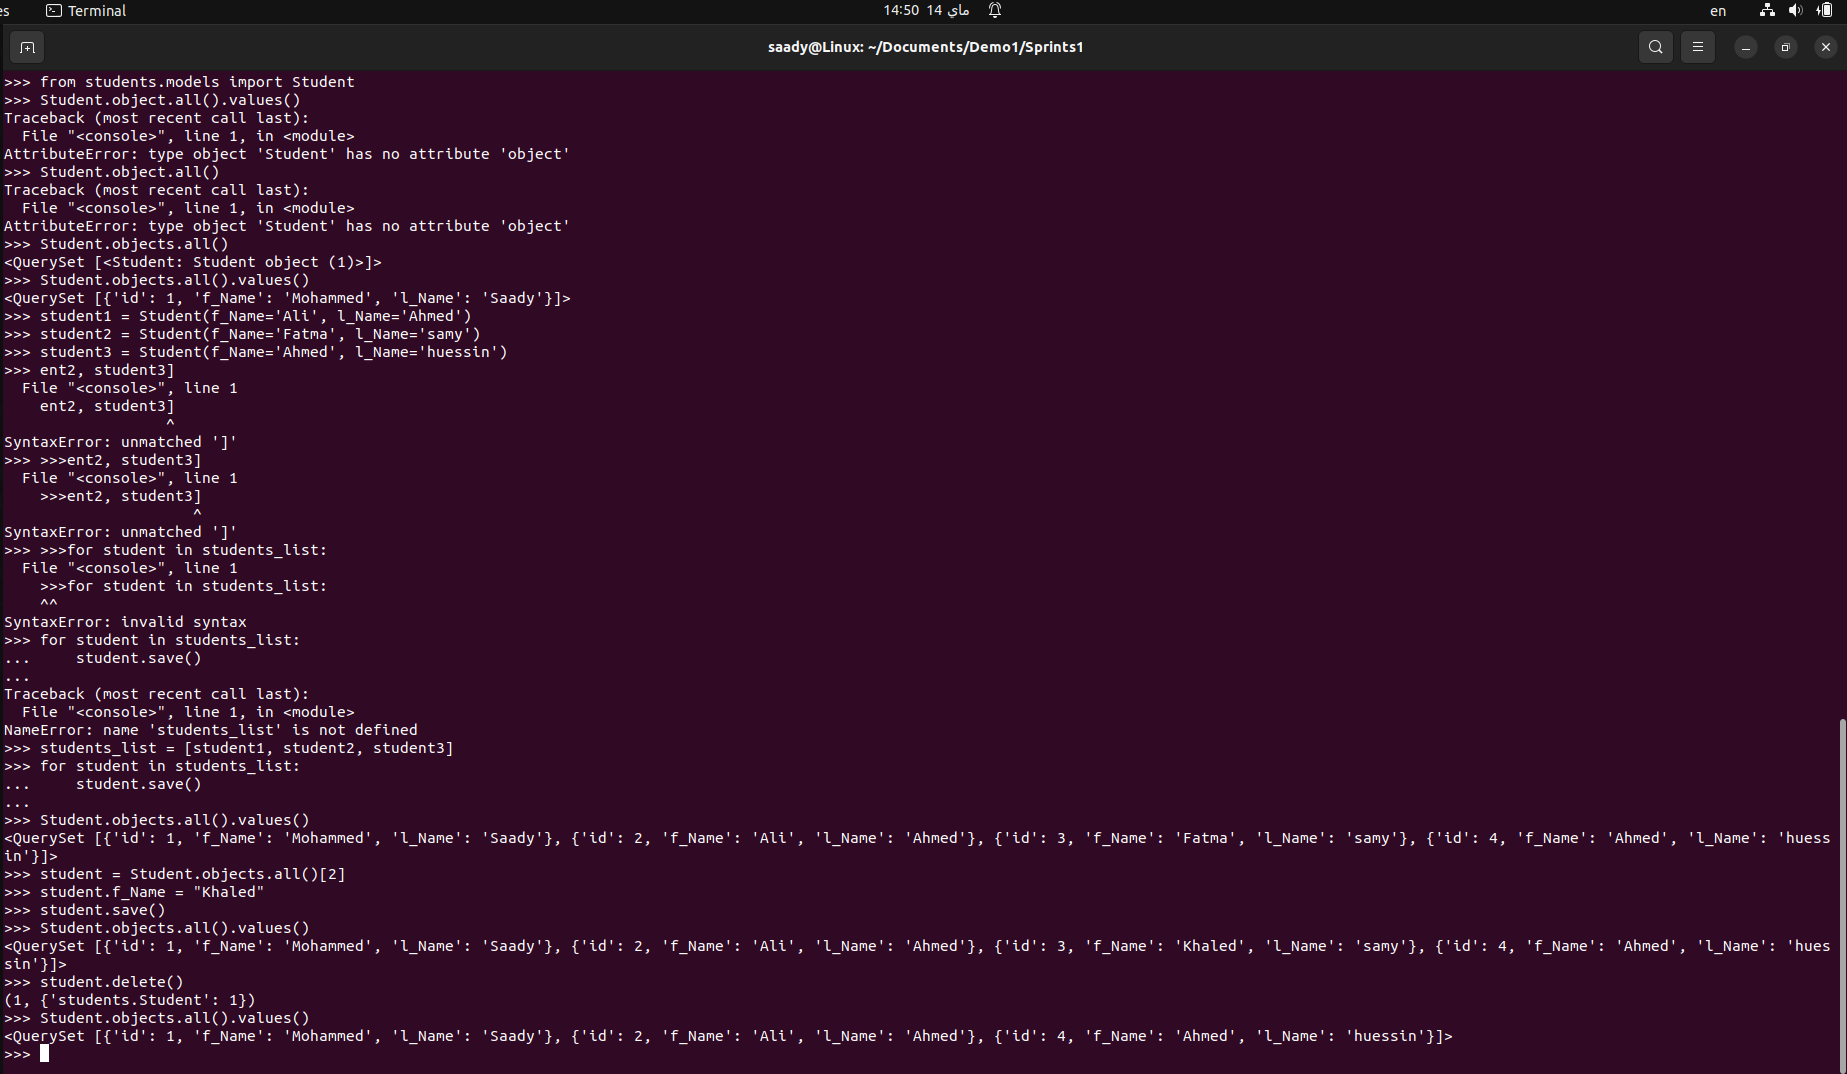 es
Terminal
14:50 14 ماي
en
saady@Linux: ~/Documents/Demo1/Sprints1
>>> from students.models import Student
>>> Student.object.all().values()
Traceback (most recent call last):
  File "<console>", line 1, in <module>
AttributeError: type object 'Student' has no attribute 'object'
>>> Student.object.all()
Traceback (most recent call last):
  File "<console>", line 1, in <module>
AttributeError: type object 'Student' has no attribute 'object'
>>> Student.objects.all()
<QuerySet [<Student: Student object (1)>]>
>>> Student.objects.all().values()
<QuerySet [{'id': 1, 'f_Name': 'Mohammed', 'l_Name': 'Saady'}]>
>>> student1 = Student(f_Name='Ali', l_Name='Ahmed')
>>> student2 = Student(f_Name='Fatma', l_Name='samy')
>>> student3 = Student(f_Name='Ahmed', l_Name='huessin')
>>> ent2, student3]
  File "<console>", line 1
    ent2, student3]
                  ^
SyntaxError: unmatched ']'
>>> >>>ent2, student3]
  File "<console>", line 1
    >>>ent2, student3]
                     ^
SyntaxError: unmatched ']'
>>> >>>for student in students_list:
  File "<console>", line 1
    >>>for student in students_list:
    ^^
SyntaxError: invalid syntax
>>> for student in students_list:
...     student.save()
...
Traceback (most recent call last):
  File "<console>", line 1, in <module>
NameError: name 'students_list' is not defined
>>> students_list = [student1, student2, student3]
>>> for student in students_list:
...     student.save()
...
>>> Student.objects.all().values()
<QuerySet [{'id': 1, 'f_Name': 'Mohammed', 'l_Name': 'Saady'}, {'id': 2, 'f_Name': 'Ali', 'l_Name': 'Ahmed'}, {'id': 3, 'f_Name': 'Fatma', 'l_Name': 'samy'}, {'id': 4, 'f_Name': 'Ahmed', 'l_Name': 'huess
in'}]>
>>> student = Student.objects.all()[2]
>>> student.f_Name = "Khaled"
>>> student.save()
>>> Student.objects.all().values()
<QuerySet [{'id': 1, 'f_Name': 'Mohammed', 'l_Name': 'Saady'}, {'id': 2, 'f_Name': 'Ali', 'l_Name': 'Ahmed'}, {'id': 3, 'f_Name': 'Khaled', 'l_Name': 'samy'}, {'id': 4, 'f_Name': 'Ahmed', 'l_Name': 'hues
sin'}]>
>>> student.delete()
(1, {'students.Student': 1})
>>> Student.objects.all().values()
<QuerySet [{'id': 1, 'f_Name': 'Mohammed', 'l_Name': 'Saady'}, {'id': 2, 'f_Name': 'Ali', 'l_Name': 'Ahmed'}, {'id': 4, 'f_Name': 'Ahmed', 'l_Name': 'huessin'}]>
>>>